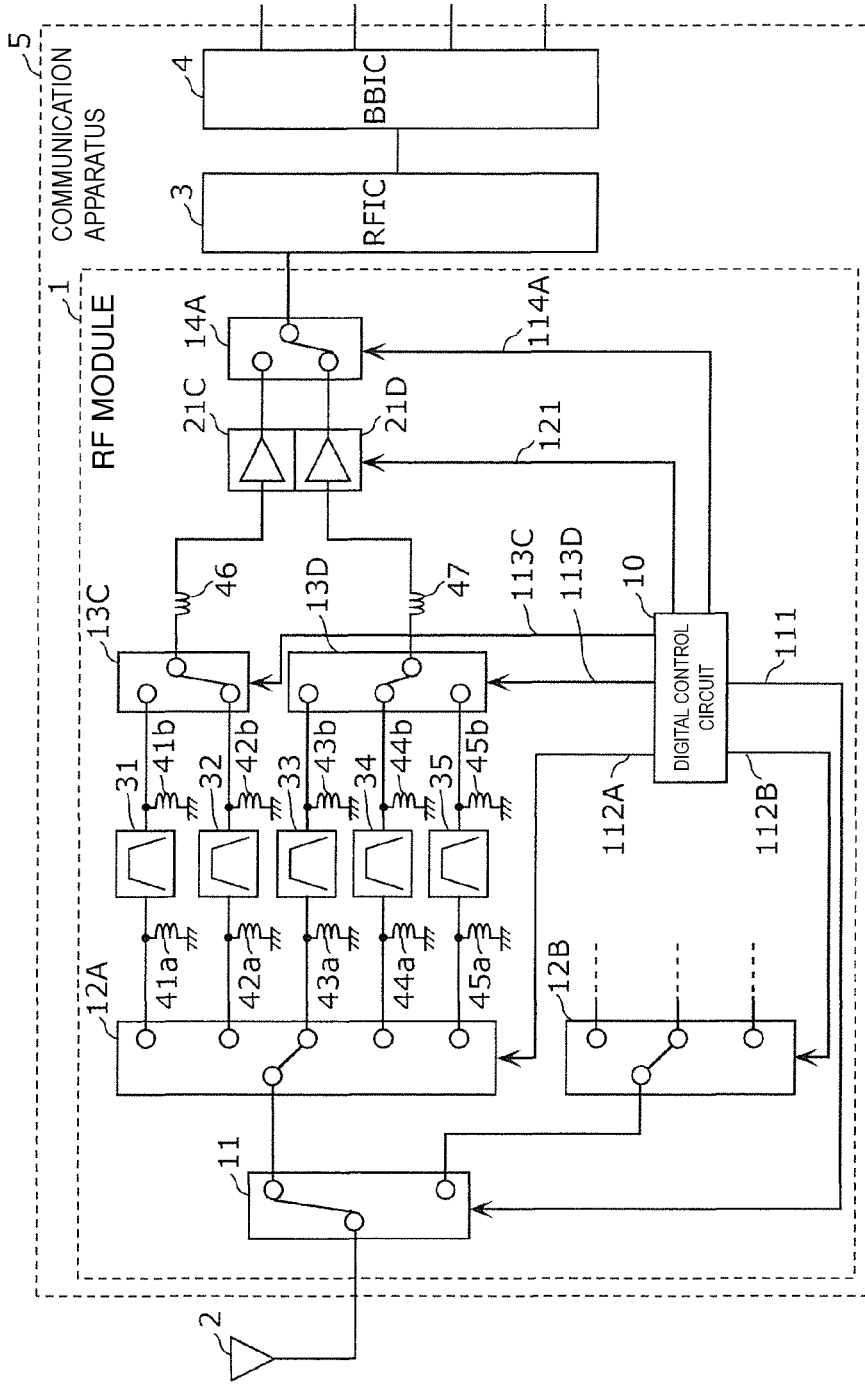 COMMUNICATION
APPARATUS
5
RF MODULE
1
2
11
12A
12B
41a
42a
43a
44a
45a
31
32
33
34
35
41b
42b
43b
44b
45b
13C
13D
46
47
21C
21D
14A
3
RFIC
4
BBIC
10
DIGITAL CONTROL
CIRCUIT
111
112A
112B
113C
113D
121
114A